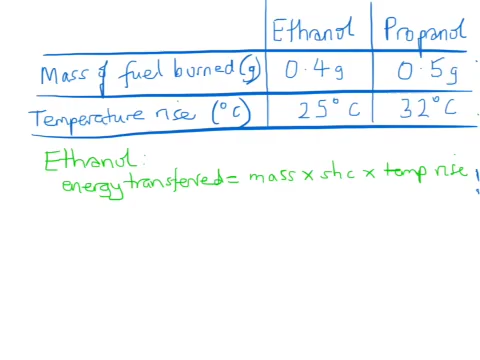 Ethanol Propanol
Mass of fuel burned (g) 0.4g 0.5g
Temperature rise (°C) 25°C 32°C
Ethanol:
energy transferred = mass × shc × temp rise